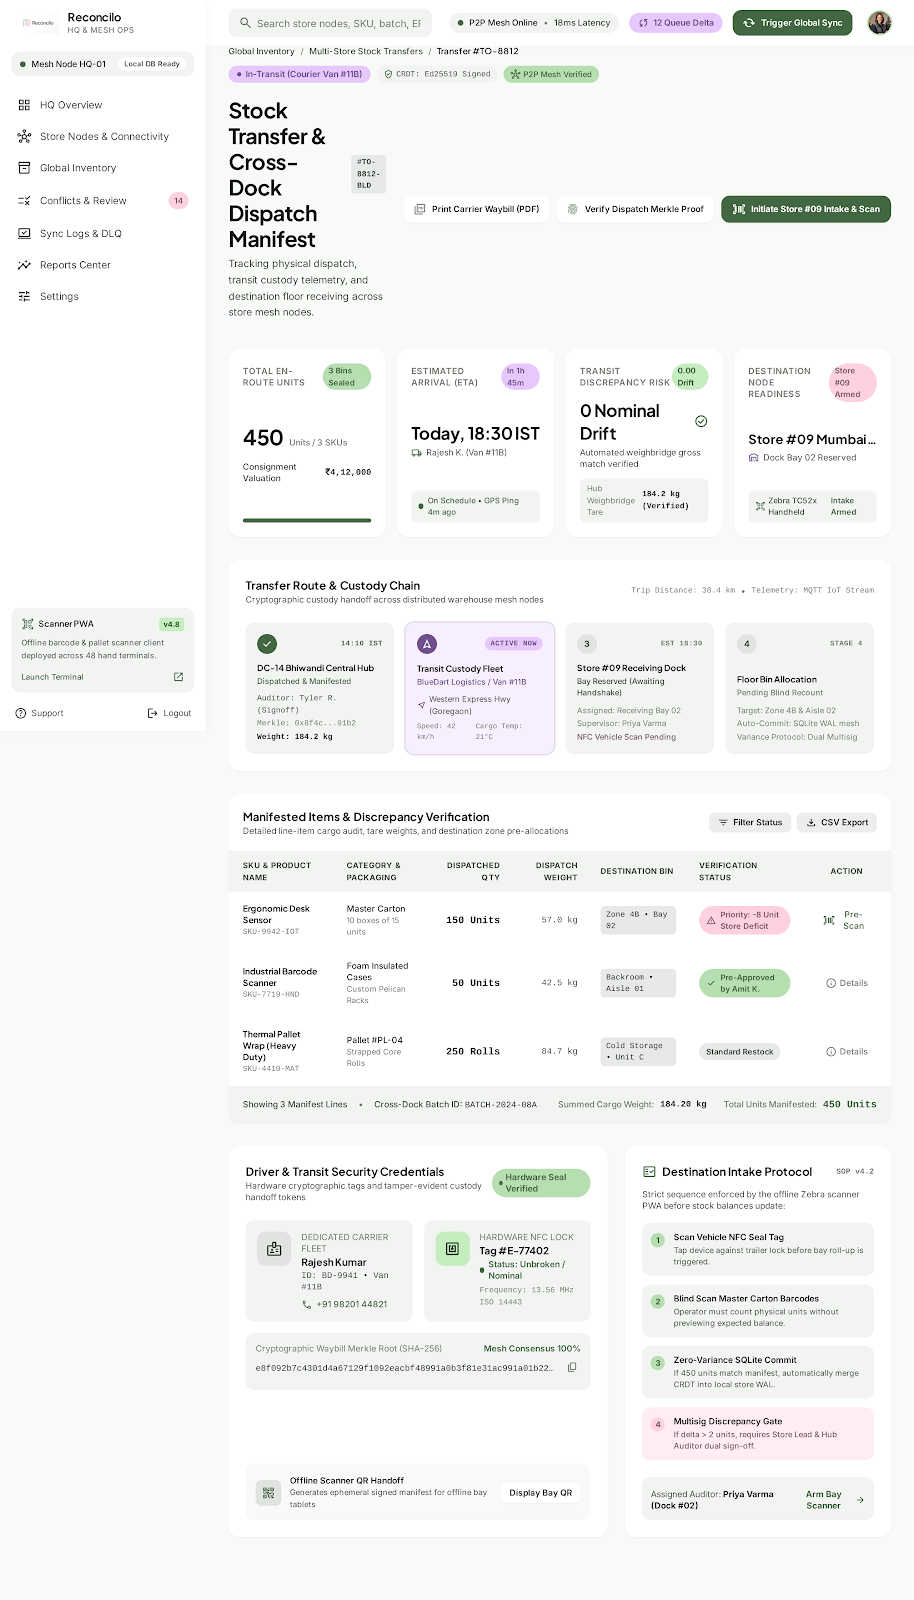 Reconcilo
Reconcilo
HQ & MESH OPS
Mesh Node HQ-01
Local DB Ready
HQ Overview
Store Nodes & Connectivity
Global Inventory
Conflicts & Review
14
Sync Logs & DLQ
Reports Center
Settings
Scanner PWA
v4.8
Offline barcode & pallet scanner client
deployed across 48 hand terminals.
Launch Terminal
Support
Logout
Search store nodes, SKU, batch, EF
P2P Mesh Online • 18ms Latency
12 Queue Delta
Trigger Global Sync
Global Inventory / Multi-Store Stock Transfers / Transfer #TO-8812
In-Transit (Courier Van #11B)
CRDT: Ed25519 Signed
P2P Mesh Verified
Stock
Transfer &
Cross-
Dock
Dispatch
Manifest
#TO-
8812-
BLD
Tracking physical dispatch,
transit custody telemetry, and
destination floor receiving across
store mesh nodes.
Print Carrier Waybill (PDF)
Verify Dispatch Merkle Proof
Initiate Store #09 Intake & Scan
TOTAL EN-
ROUTE UNITS
3 Bins
Sealed
450 Units / 3 SKUs
Consignment
Valuation
₹4,12,000
ESTIMATED
ARRIVAL (ETA)
In 1h
45m
Today, 18:30 IST
Rajesh K. (Van #11B)
On Schedule • GPS Ping
4m ago
TRANSIT
DISCREPANCY RISK
0.00
Drift
0 Nominal
Drift
Automated weighbridge gross
match verified
Hub
Weighbridge
Tare
184.2 kg
(Verified)
DESTINATION
NODE
READINESS
Store
#09
Armed
Store #09 Mumbai…
Dock Bay 02 Reserved
Zebra TC52x
Handheld
Intake
Armed
Transfer Route & Custody Chain
Cryptographic custody handoff across distributed warehouse mesh nodes
Trip Distance: 38.4 km • Telemetry: MQTT IoT Stream
14:10 IST
DC-14 Bhiwandi Central Hub
Dispatched & Manifested
Auditor: Tyler R.
(Signoff)
Merkle: 0x8f4c...91b2
Weight: 184.2 kg
ACTIVE NOW
Transit Custody Fleet
BlueDart Logistics / Van #11B
Western Express Hwy
(Goregaon)
Speed: 42
km/h
Cargo Temp:
21°C
3
EST 18:30
Store #09 Receiving Dock
Bay Reserved (Awaiting
Handshake)
Assigned: Receiving Bay 02
Supervisor: Priya Varma
NFC Vehicle Scan Pending
4
STAGE 4
Floor Bin Allocation
Pending Blind Recount
Target: Zone 4B & Aisle 02
Auto-Commit: SQLite WAL mesh
Variance Protocol: Dual Multisig
Manifested Items & Discrepancy Verification
Detailed line-item cargo audit, tare weights, and destination zone pre-allocations
Filter Status
CSV Export
SKU & PRODUCT
NAME
CATEGORY &
PACKAGING
DISPATCHED
QTY
DISPATCH
WEIGHT
DESTINATION BIN
VERIFICATION
STATUS
ACTION
Ergonomic Desk
Sensor
SKU-9942-IOT
Master Carton
10 boxes of 15
units
150 Units
57.0 kg
Zone 4B • Bay
02
Priority: -8 Unit
Store Deficit
Pre-
Scan
Industrial Barcode
Scanner
SKU-7719-HND
Foam Insulated
Cases
Custom Pelican
Racks
50 Units
42.5 kg
Backroom •
Aisle 01
Pre-Approved
by Amit K.
Details
Thermal Pallet
Wrap (Heavy
Duty)
SKU-4410-MAT
Pallet #PL-04
Strapped Core
Rolls
250 Rolls
84.7 kg
Cold Storage
• Unit C
Standard Restock
Details
Showing 3 Manifest Lines • Cross-Dock Batch ID: BATCH-2024-08A
Summed Cargo Weight: 184.20 kg
Total Units Manifested: 450 Units
Driver & Transit Security Credentials
Hardware cryptographic tags and tamper-evident custody
handoff tokens
Hardware Seal
Verified
DEDICATED CARRIER
FLEET
Rajesh Kumar
ID: BD-9941 • Van
#11B
+91 98201 44821
HARDWARE NFC LOCK
Tag #E-77402
Status: Unbroken /
Nominal
Frequency: 13.56 MHz
ISO 14443
Cryptographic Waybill Merkle Root (SHA-256)
Mesh Consensus 100%
e8f092b7c4301d4a67129f1092eacbf48991a0b3f81e31ac991a01b22…
Offline Scanner QR Handoff
Generates ephemeral signed manifest for offline bay
tablets
Display Bay QR
Destination Intake Protocol
SOP v4.2
Strict sequence enforced by the offline Zebra scanner
PWA before stock balances update:
1
Scan Vehicle NFC Seal Tag
Tap device against trailer lock before bay roll-up is
triggered.
2
Blind Scan Master Carton Barcodes
Operator must count physical units without
previewing expected balance.
3
Zero-Variance SQLite Commit
If 450 units match manifest, automatically merge
CRDT into local store WAL.
4
Multisig Discrepancy Gate
If delta > 2 units, requires Store Lead & Hub
Auditor dual sign-off.
Assigned Auditor: Priya Varma
(Dock #02)
Arm Bay
Scanner